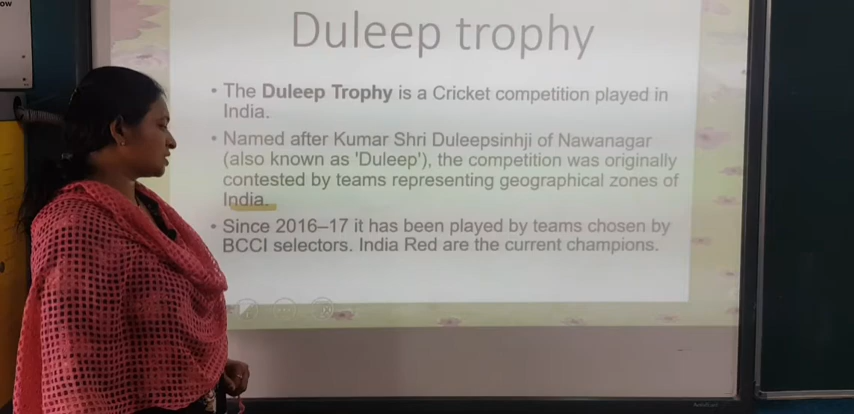 ow
Duleep trophy
• The Duleep Trophy is a Cricket competition played in
India.
• Named after Kumar Shri Duleepsinhji of Nawanagar
(also known as 'Duleep'), the competition was originally
contested by teams representing geographical zones of
India.
• Since 2016–17 it has been played by teams chosen by
BCCI selectors. India Red are the current champions.